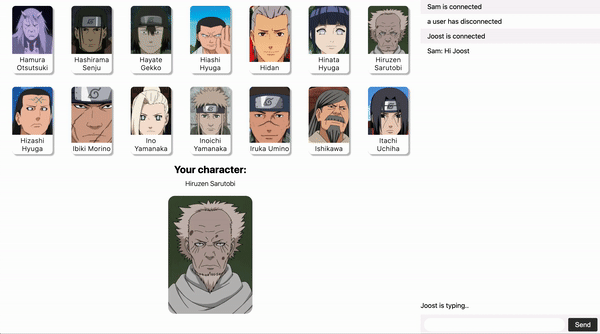 Hamura
Otsutsuki
Hashirama
Senju
Hayate
Gekko
Hiashi
Hyuga
Hidan
Hinata
Hyuga
Hiruzen
Sarutobi
Hizashi
Hyuga
Ibiki Morino
Ino
Yamanaka
Inoichi
Yamanaka
Iruka Umino
Ishikawa
Itachi
Uchiha
Your character:
Hiruzen Sarutobi
Sam is connected
a user has disconnected
Joost is connected
Sam: Hi Joost
Joost is typing..
Send